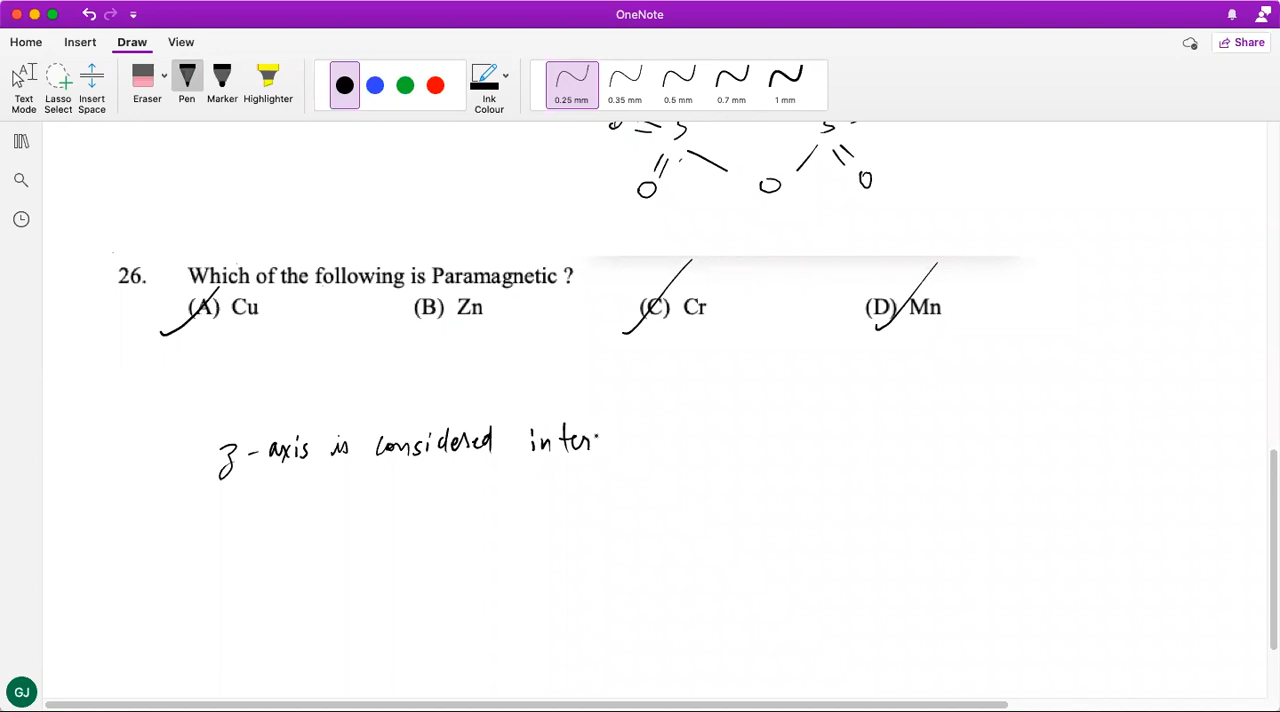 OneNote
Home Insert Draw View
Share
Text Mode
Lasso Select
Insert Space
Eraser
Pen
Marker
Highlighter
Ink Colour
0.25 mm 0.35 mm 0.5 mm 0.7 mm 1 mm
S S
O O O
26. Which of the following is Paramagnetic ?
(A) Cu (B) Zn (C) Cr (D) Mn
z-axis is considered inter
GJ